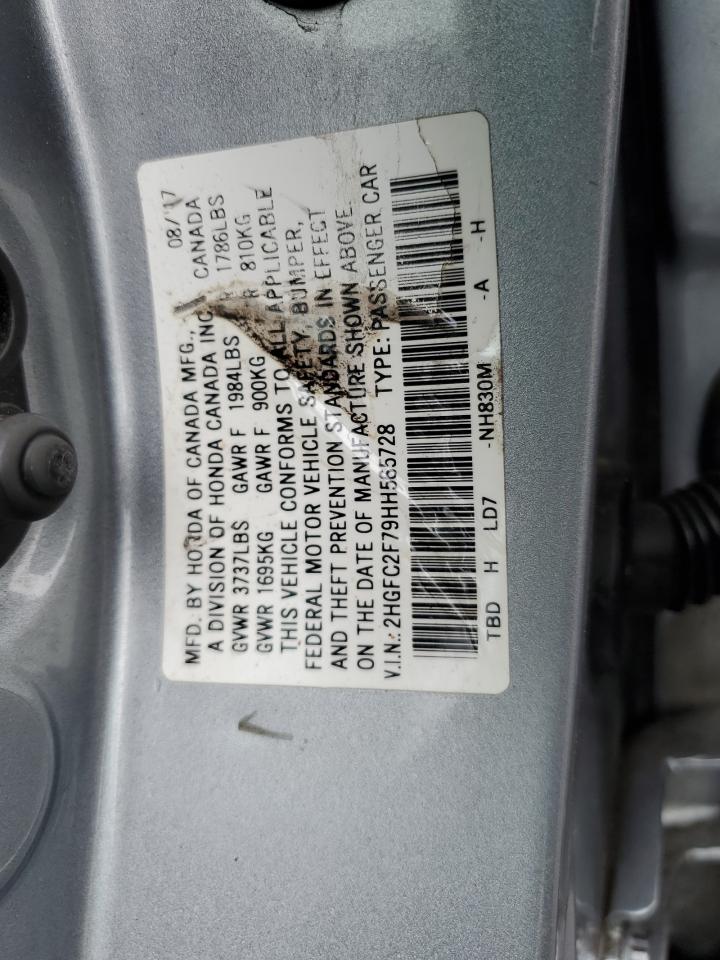 MFD. BY HONDA OF CANADA MFG., 08/17
A DIVISION OF HONDA CANADA INC., CANADA
GVWR 3737LBS GAWR F 1984LBS 1786LBS
GVWR 1695KG GAWR F 900KG R 810KG
THIS VEHICLE CONFORMS TO ALL APPLICABLE
FEDERAL MOTOR VEHICLE SAFETY, BUMPER,
AND THEFT PREVENTION STANDARDS IN EFFECT
ON THE DATE OF MANUFACTURE SHOWN ABOVE.
V.I.N.: 2HGFC2F79HH565728 TYPE: PASSENGER CAR
TBD H LD7 -NH830M -A -H